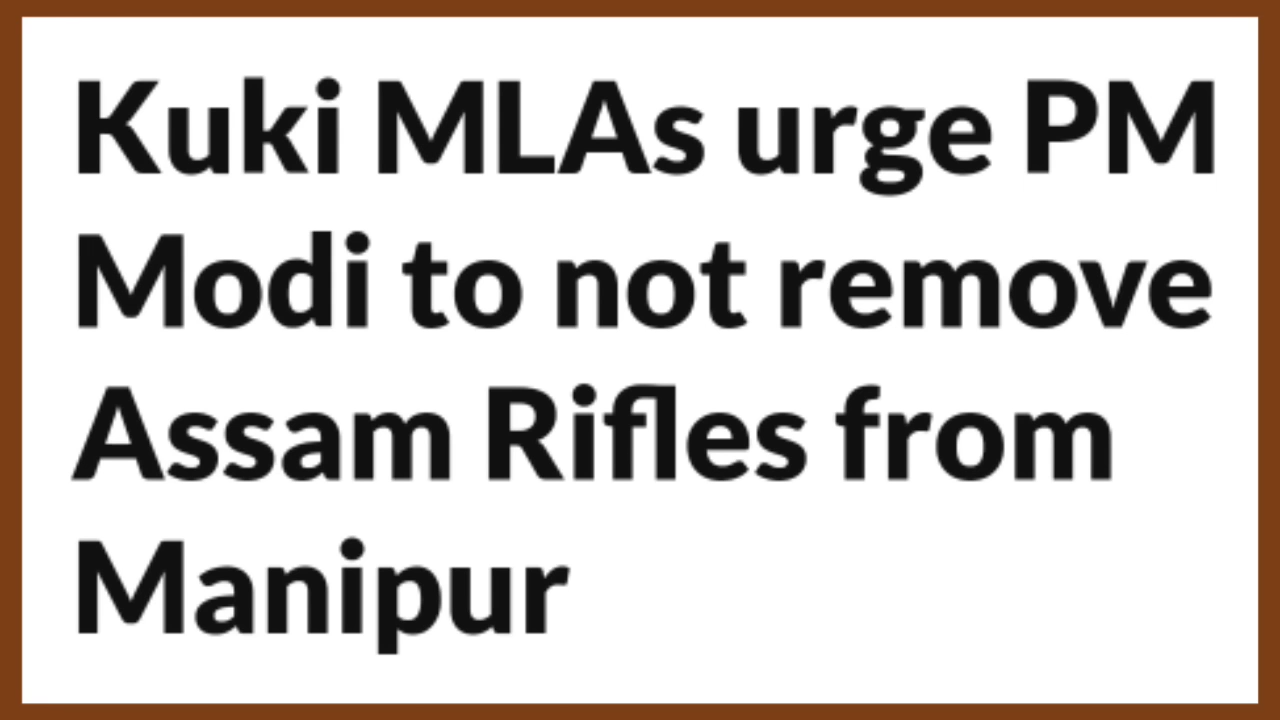 Kuki MLAs urge PM
Modi to not remove
Assam Rifles from
Manipur